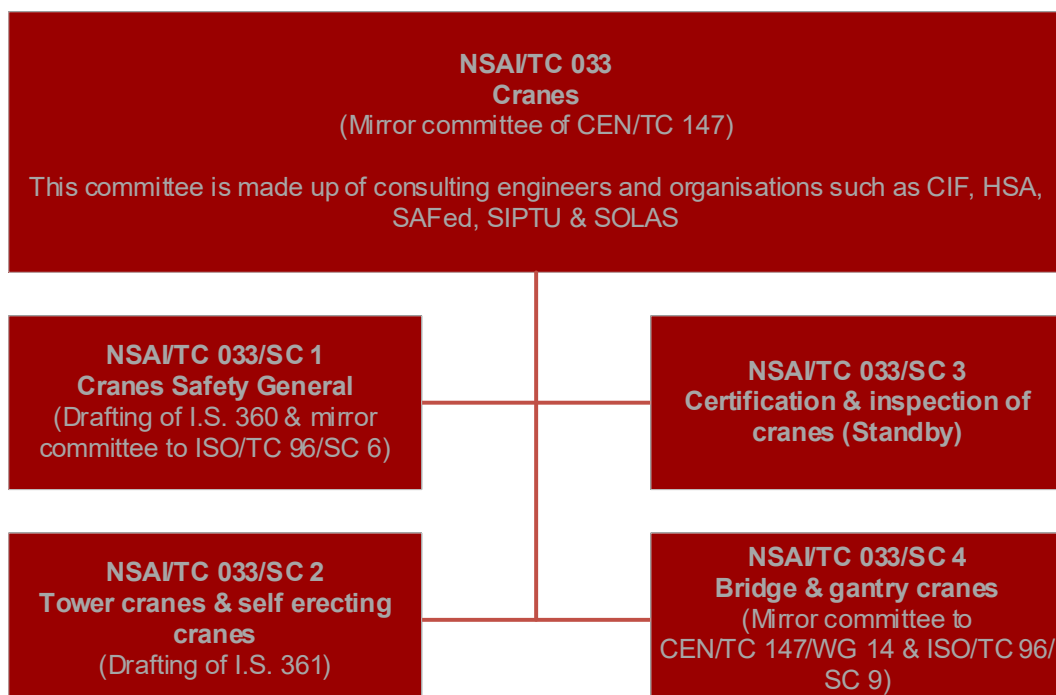 NSAI/TC 033
Cranes
(Mirror committee of CEN/TC 147)
This committee is made up of consulting engineers and organisations such as CIF, HSA,
SAFed, SIPTU & SOLAS
NSAI/TC 033/SC 1
Cranes Safety General
(Drafting of I.S. 360 & mirror
committee to ISO/TC 96/SC 6)
NSAI/TC 033/SC 3
Certification & inspection of
cranes (Standby)
NSAI/TC 033/SC 2
Tower cranes & self erecting
cranes
(Drafting of I.S. 361)
NSAI/TC 033/SC 4
Bridge & gantry cranes
(Mirror committee to
CEN/TC 147/WG 14 & ISO/TC 96/
SC 9)